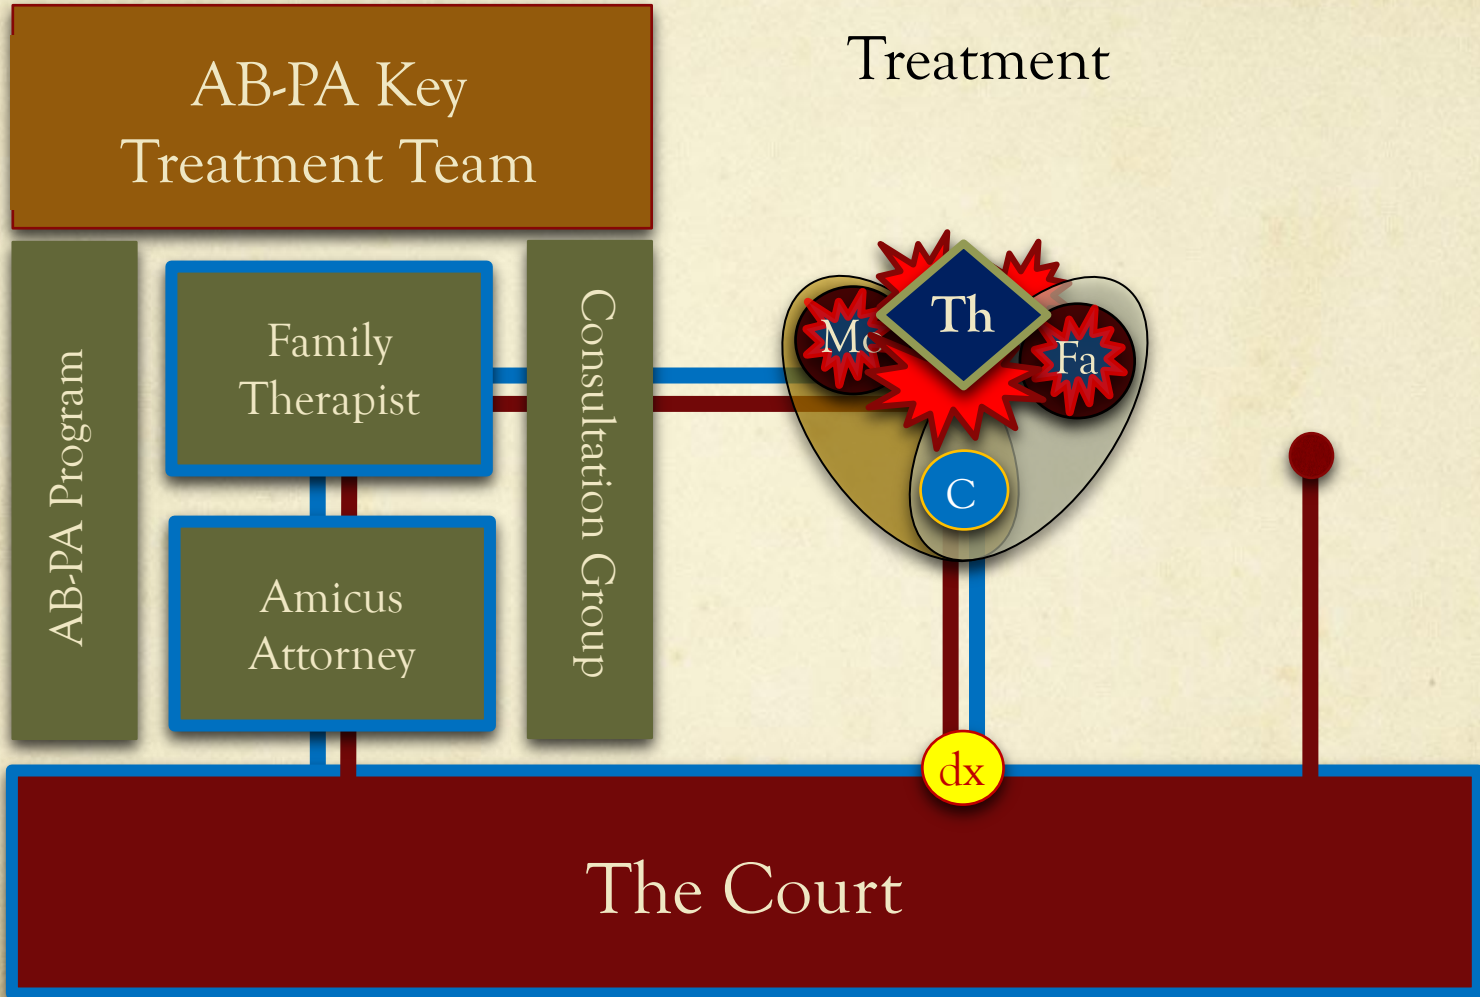 AB-PA Key
Treatment Team
Treatment
AB-PA Program
Family
Therapist
Consultation Group
Amicus
Attorney
Th
Mo
Fa
C
dx
The Court